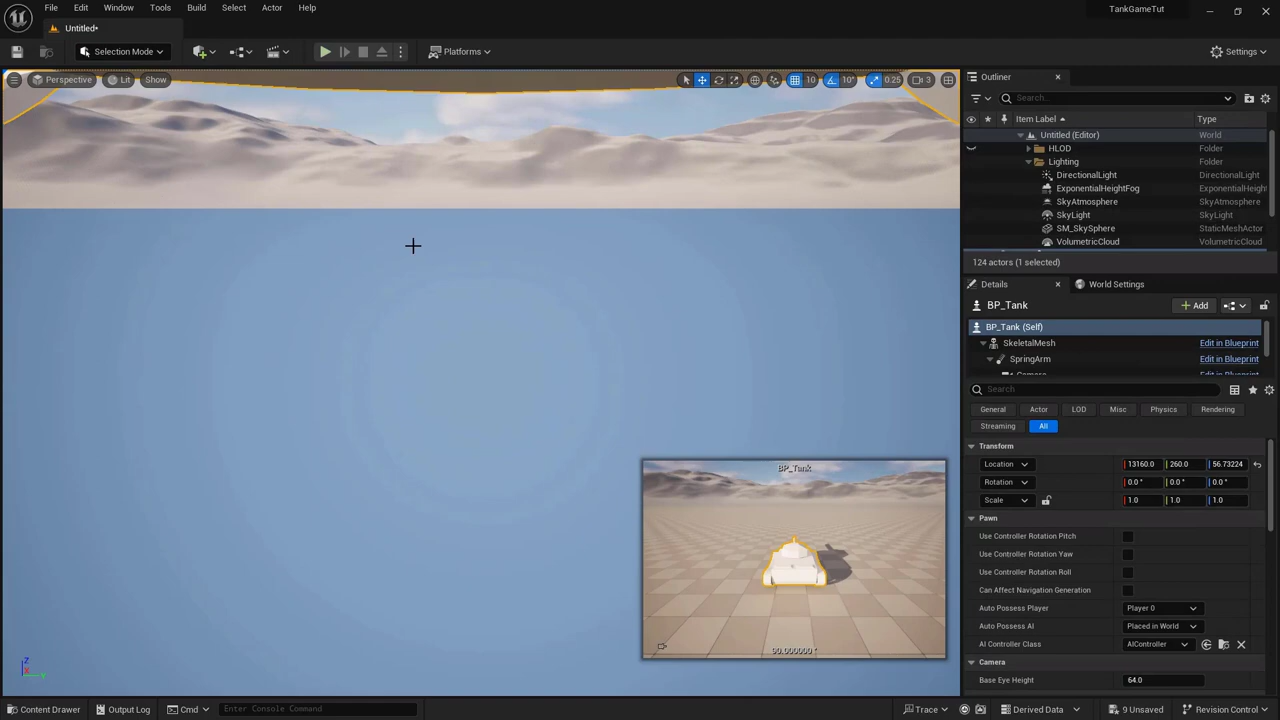 File Edit Window Tools Build Select Actor Help
TankGameTut
Untitled*
Selection Mode
Platforms
Settings
Perspective Lit Show
10 10° 0.25 3
Outliner
Search...
Item Label Type
Untitled (Editor) World
HLOD Folder
Lighting Folder
DirectionalLight DirectionalLight
ExponentialHeightFog ExponentialHeight
SkyAtmosphere SkyAtmosphere
SkyLight SkyLight
SM_SkySphere StaticMeshActor
VolumetricCloud VolumetricCloud
124 actors (1 selected)
Details World Settings
BP_Tank
Add
BP_Tank (Self)
SkeletalMesh Edit in Blueprint
SpringArm Edit in Blueprint
Search
General Actor LOD Misc Physics Rendering
Streaming All
Transform
Location 13160.0 260.0 56.73224
Rotation 0.0° 0.0° 0.0°
Scale 1.0 1.0 1.0
Pawn
Use Controller Rotation Pitch
Use Controller Rotation Yaw
Use Controller Rotation Roll
Can Affect Navigation Generation
Auto Possess Player Player 0
Auto Possess AI Placed in World
AI Controller Class AIController
Camera
Base Eye Height 64.0
BP_Tank
90.000000°
Z
X
Y
Content Drawer Output Log Cmd Enter Console Command
Trace Derived Data 9 Unsaved Revision Control